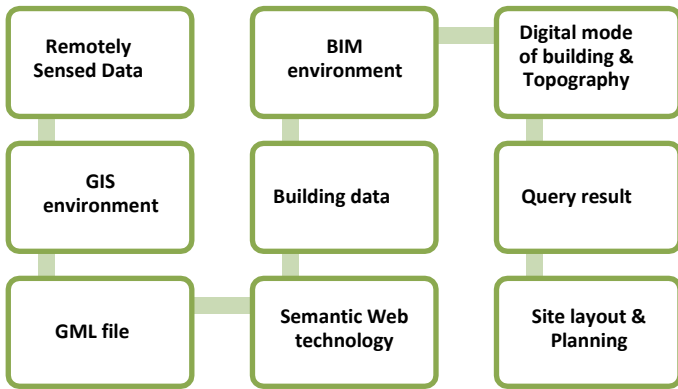 Remotely
Sensed Data
GIS
environment
GML file
Semantic Web
technology
Building data
BIM
environment
Digital mode
of building &
Topography
Query result
Site layout &
Planning